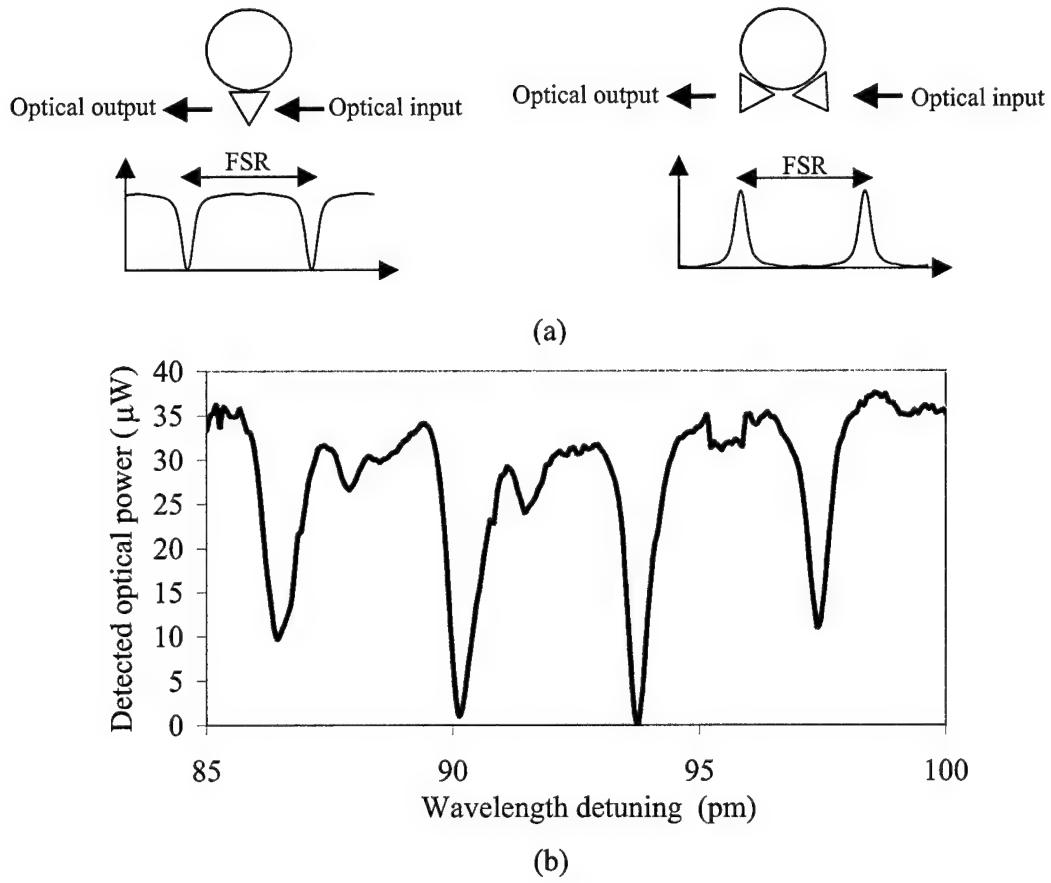 Optical output
Optical input
Optical output
Optical input
FSR
FSR
(a)
40
35
30
25
20
15
10
5
0
Detected optical power ( μW)
85
90
95
100
Wavelength detuning (pm)
(b)